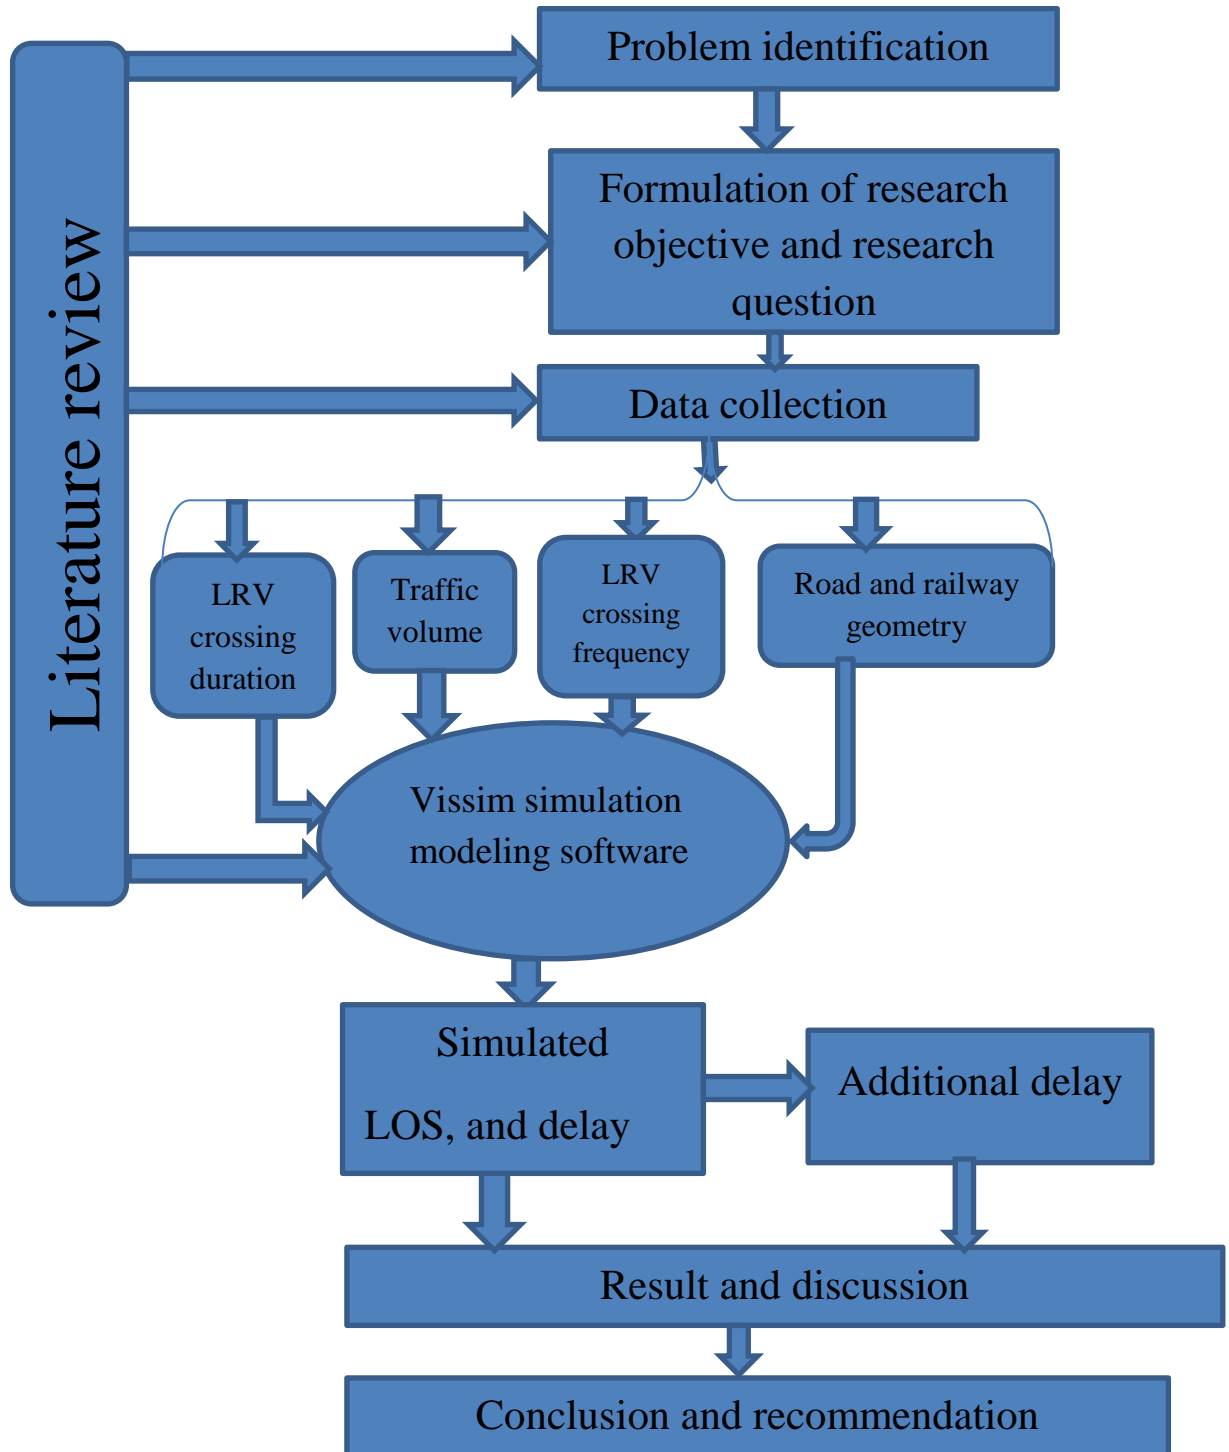 Literature review
Problem identification
Formulation of research
objective and research
question
Data collection
LRV
crossing
duration
Traffic
volume
LRV
crossing
frequency
Road and railway
geometry
Vissim simulation
modeling software
Simulated
LOS, and delay
Additional delay
Result and discussion
Conclusion and recommendation